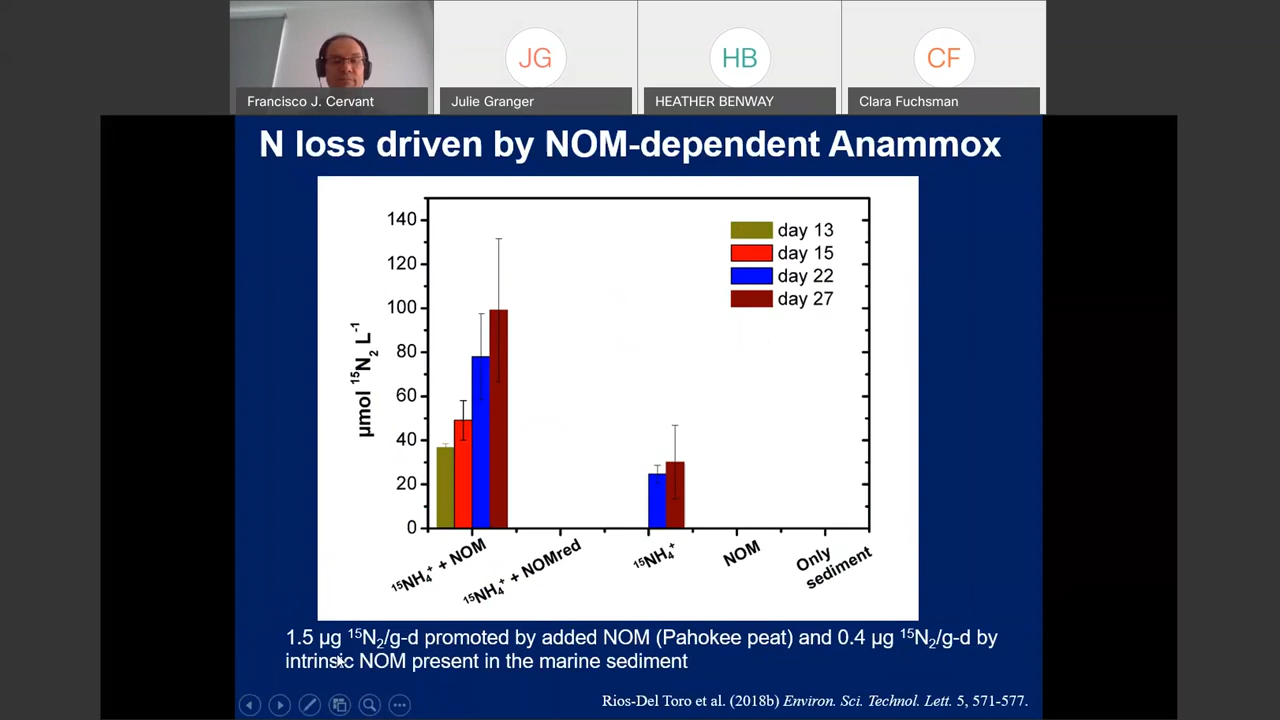 JG
HB
CF
Francisco J. Cervant
Julie Granger
HEATHER BENWAY
Clara Fuchsman
N loss driven by NOM-dependent Anammox
140
120
100
80
60
40
20
0
µmol ¹⁵N₂ L⁻¹
day 13
day 15
day 22
day 27
¹⁵NH₄⁺ + NOM
¹⁵NH₄⁺ + NOMred
¹⁵NH₄⁺
NOM
Only
sediment
1.5 µg ¹⁵N₂/g-d promoted by added NOM (Pahokee peat) and 0.4 µg ¹⁵N₂/g-d by
intrinsic NOM present in the marine sediment
Rios-Del Toro et al. (2018b) Environ. Sci. Technol. Lett. 5, 571-577.